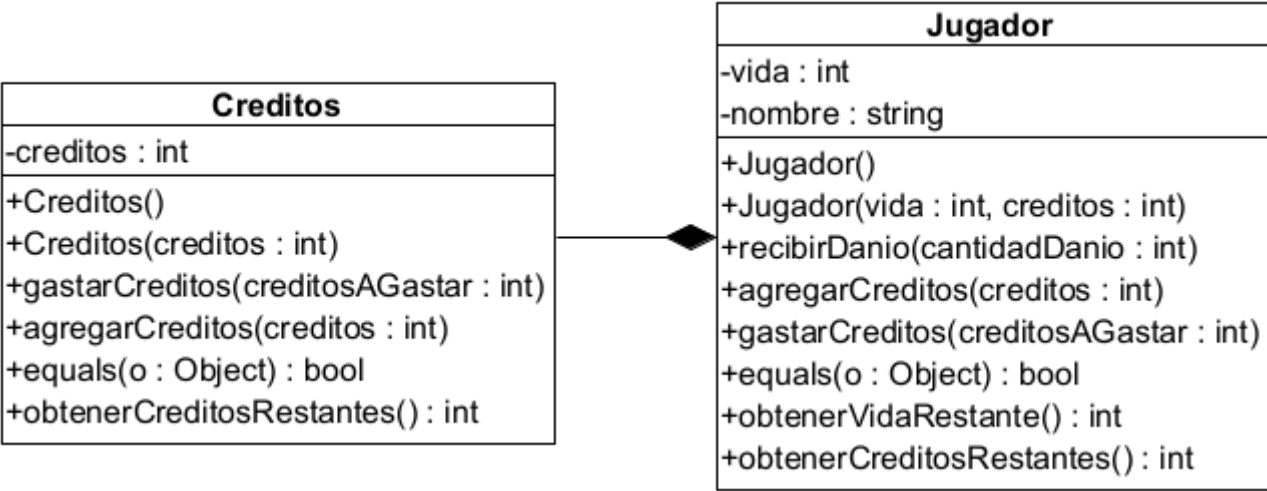 Creditos
-creditos : int
+Creditos()
+Creditos(creditos : int)
+gastarCreditos(creditosAGastar : int)
+agregarCreditos(creditos : int)
+equals(o : Object) : bool
+obtenerCreditosRestantes() : int
Jugador
-vida : int
-nombre : string
+Jugador()
+Jugador(vida : int, creditos : int)
+recibirDanio(cantidadDanio : int)
+agregarCreditos(creditos : int)
+gastarCreditos(creditosAGastar : int)
+equals(o : Object) : bool
+obtenerVidaRestante() : int
+obtenerCreditosRestantes() : int